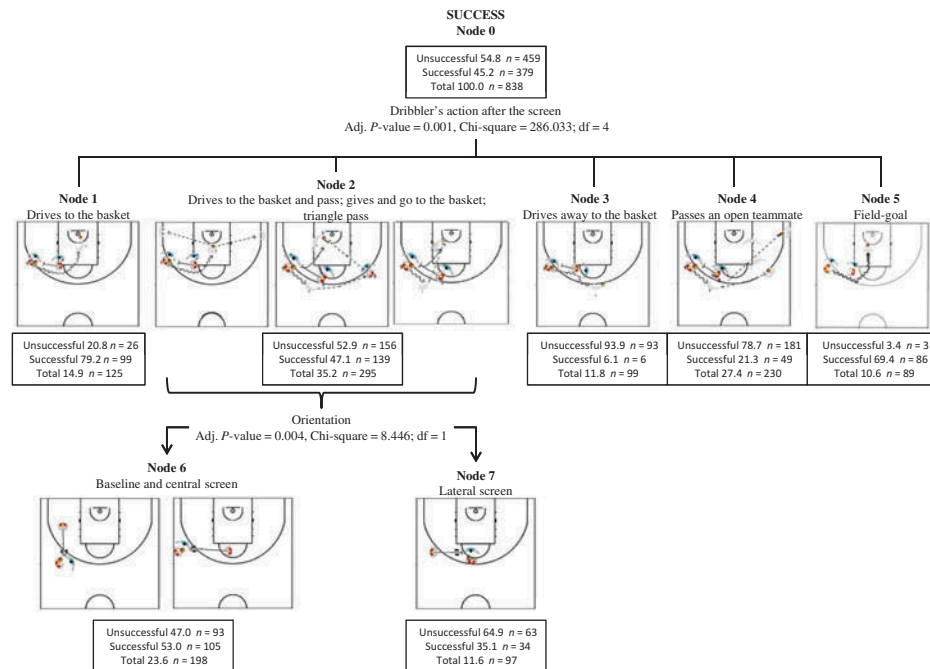 SUCCESS
Node 0
Unsuccessful 54.8 n = 459
Successful 45.2 n = 379
Total 100.0 n = 838
Dribbler's action after the screen
Adj. P-value = 0.001, Chi-square = 286.033; df = 4
Node 1
Drives to the basket
Unsuccessful 20.8 n = 26
Successful 79.2 n = 99
Total 14.9 n = 125
Node 2
Drives to the basket and pass; gives and go to the basket;
triangle pass
Unsuccessful 52.9 n = 156
Successful 47.1 n = 139
Total 35.2 n = 295
Node 3
Drives away to the basket
Unsuccessful 93.9 n = 93
Successful 6.1 n = 6
Total 11.8 n = 99
Node 4
Passes an open teammate
Unsuccessful 78.7 n = 181
Successful 21.3 n = 49
Total 27.4 n = 230
Node 5
Field-goal
Unsuccessful 3.4 n = 3
Successful 69.4 n = 86
Total 10.6 n = 89
Orientation
Adj. P-value = 0.004, Chi-square = 8.446; df = 1
Node 6
Baseline and central screen
Unsuccessful 47.0 n = 93
Successful 53.0 n = 105
Total 23.6 n = 198
Node 7
Lateral screen
Unsuccessful 64.9 n = 63
Successful 35.1 n = 34
Total 11.6 n = 97